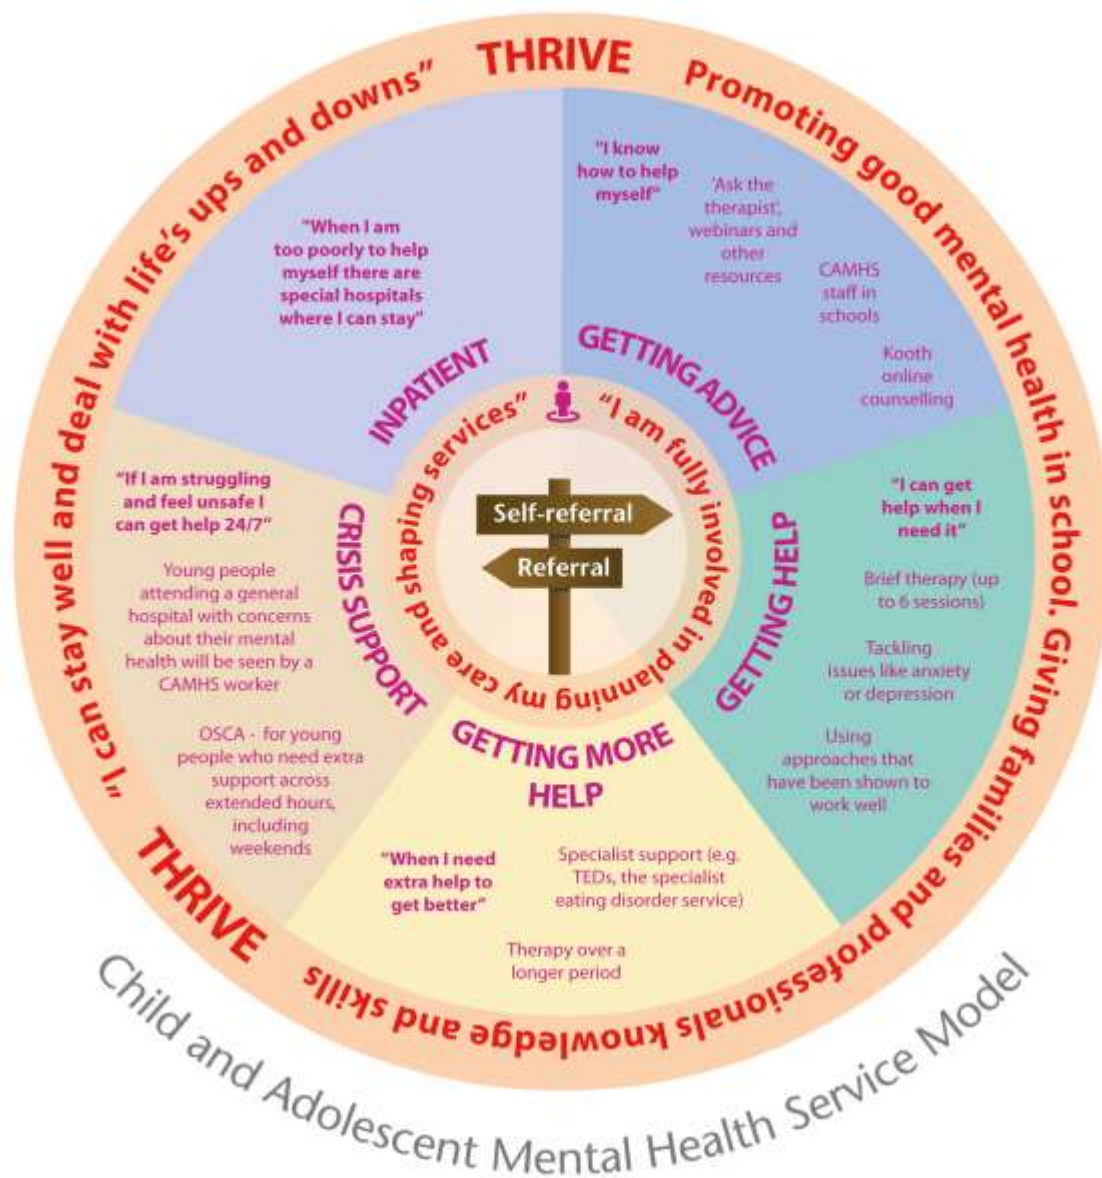 THRIVE
Promoting good mental health in school. Giving families and professionals knowledge and skills
THRIVE
"I can stay well and deal with life's ups and downs"
"I know
how to help
myself"
'Ask the
therapist',
webinars and
other
resources
CAMHS
staff in
schools
Kooth
online
counselling
GETTING ADVICE
"I can get
help when I
need it"
Brief therapy (up
to 6 sessions)
Tackling
issues like anxiety
or depression
Using
approaches that
have been shown to
work well
GETTING HELP
GETTING MORE
HELP
"When I need
extra help to
get better"
Specialist support (e.g.
TEDs, the specialist
eating disorder service)
Therapy over a
longer period
CRISIS SUPPORT
"If I am struggling
and feel unsafe I
can get help 24/7"
Young people
attending a general
hospital with concerns
about their mental
health will be seen by a
CAMHS worker
OSCA - for young
people who need extra
support across
extended hours,
including
weekends
INPATIENT
"When I am
too poorly to help
myself there are
special hospitals
where I can stay"
"I am fully involved in planning my care and shaping services"
Self-referral
Referral
Child and Adolescent Mental Health Service Model